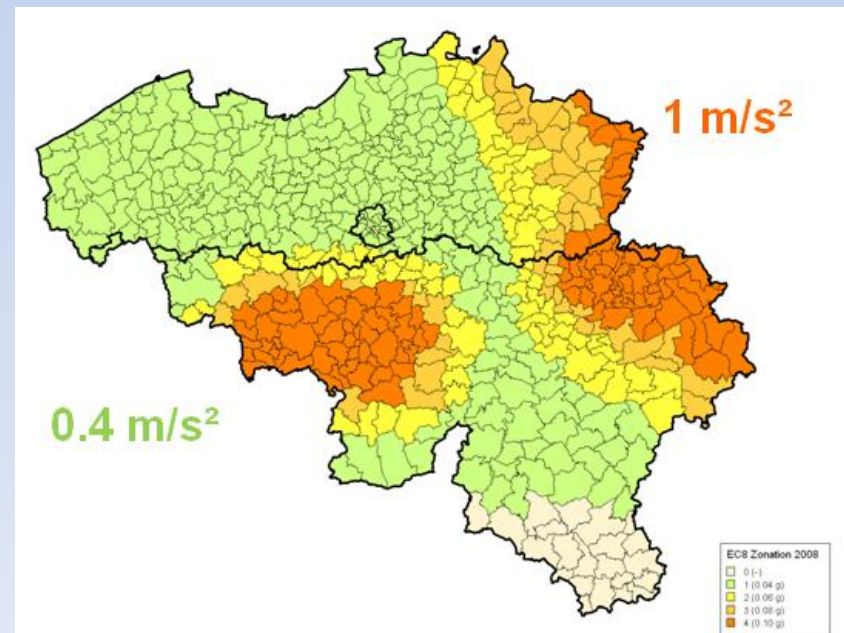 1 m/s²
0.4 m/s²
EC8 Zonation 2008
0 (-)
1 (0.04 g)
2 (0.06 g)
3 (0.08 g)
4 (0.10 g)